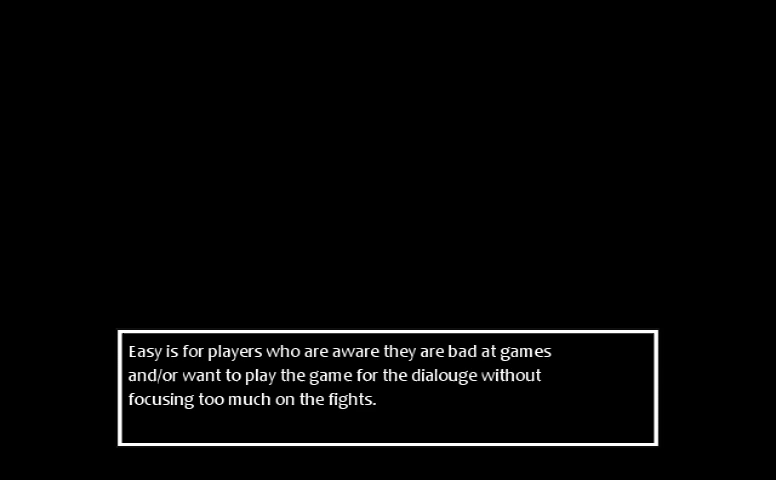 Easy is for players who are aware they are bad at games
and/or want to play the game for the dialouge without
focusing too much on the fights.